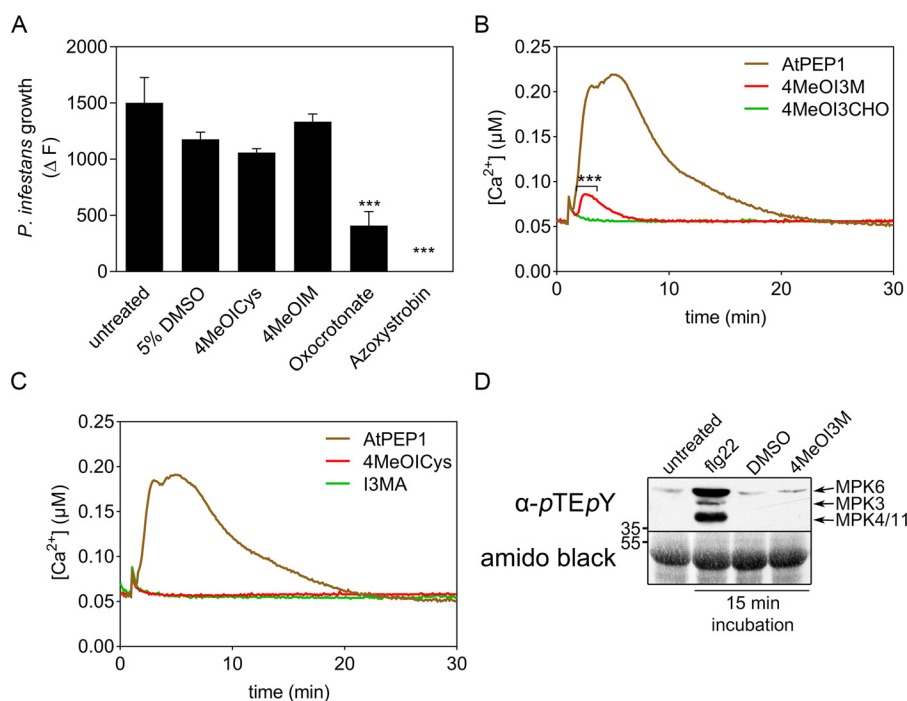 A
2000
1500
1000
500
0
P. infestans growth
(Δ F)
***
***
untreated
5% DMSO
4MeOICys
4MeOIM
Oxocrotonate
Azoxystrobin
B
0.25
0.20
0.15
0.10
0.05
0.00
[Ca²⁺] (μM)
AtPEP1
4MeOI3M
4MeOI3CHO
***
0
10
20
30
time (min)
C
0.25
0.20
0.15
0.10
0.05
0.00
[Ca²⁺] (μM)
AtPEP1
4MeOICys
I3MA
0
10
20
30
time (min)
D
untreated
flg22
DMSO
4MeOI3M
α-pTEpY
MPK6
MPK3
MPK4/11
35
55
amido black
15 min
incubation